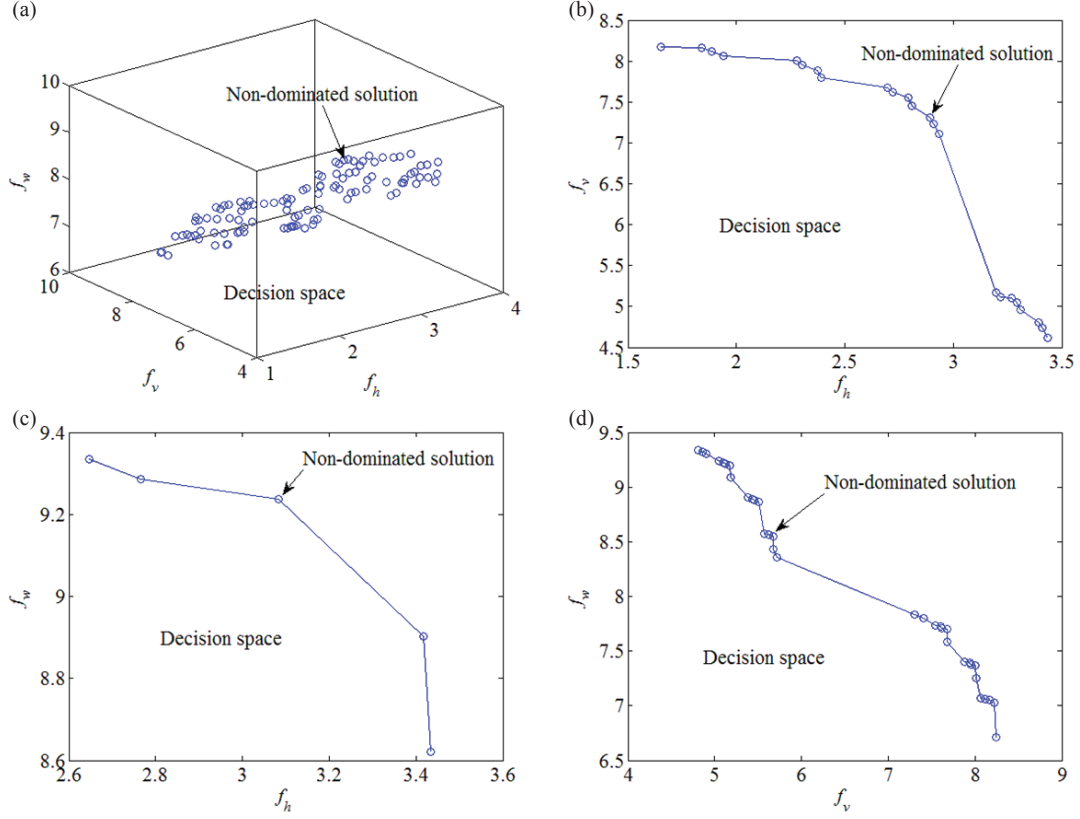 (a)
10
9
8
7
6
f_w
10
8
6
4
f_v
1
2
3
4
f_h
Non-dominated solution
Decision space
(b)
8.5
8
7.5
7
6.5
6
5.5
5
4.5
f_v
Non-dominated solution
Decision space
1.5
2
2.5
3
3.5
f_h
(c)
9.4
9.2
9
8.8
8.6
f_w
Non-dominated solution
Decision space
2.6
2.8
3
3.2
3.4
3.6
f_h
(d)
9.5
9
8.5
8
7.5
7
6.5
f_w
Non-dominated solution
Decision space
4
5
6
7
8
9
f_v